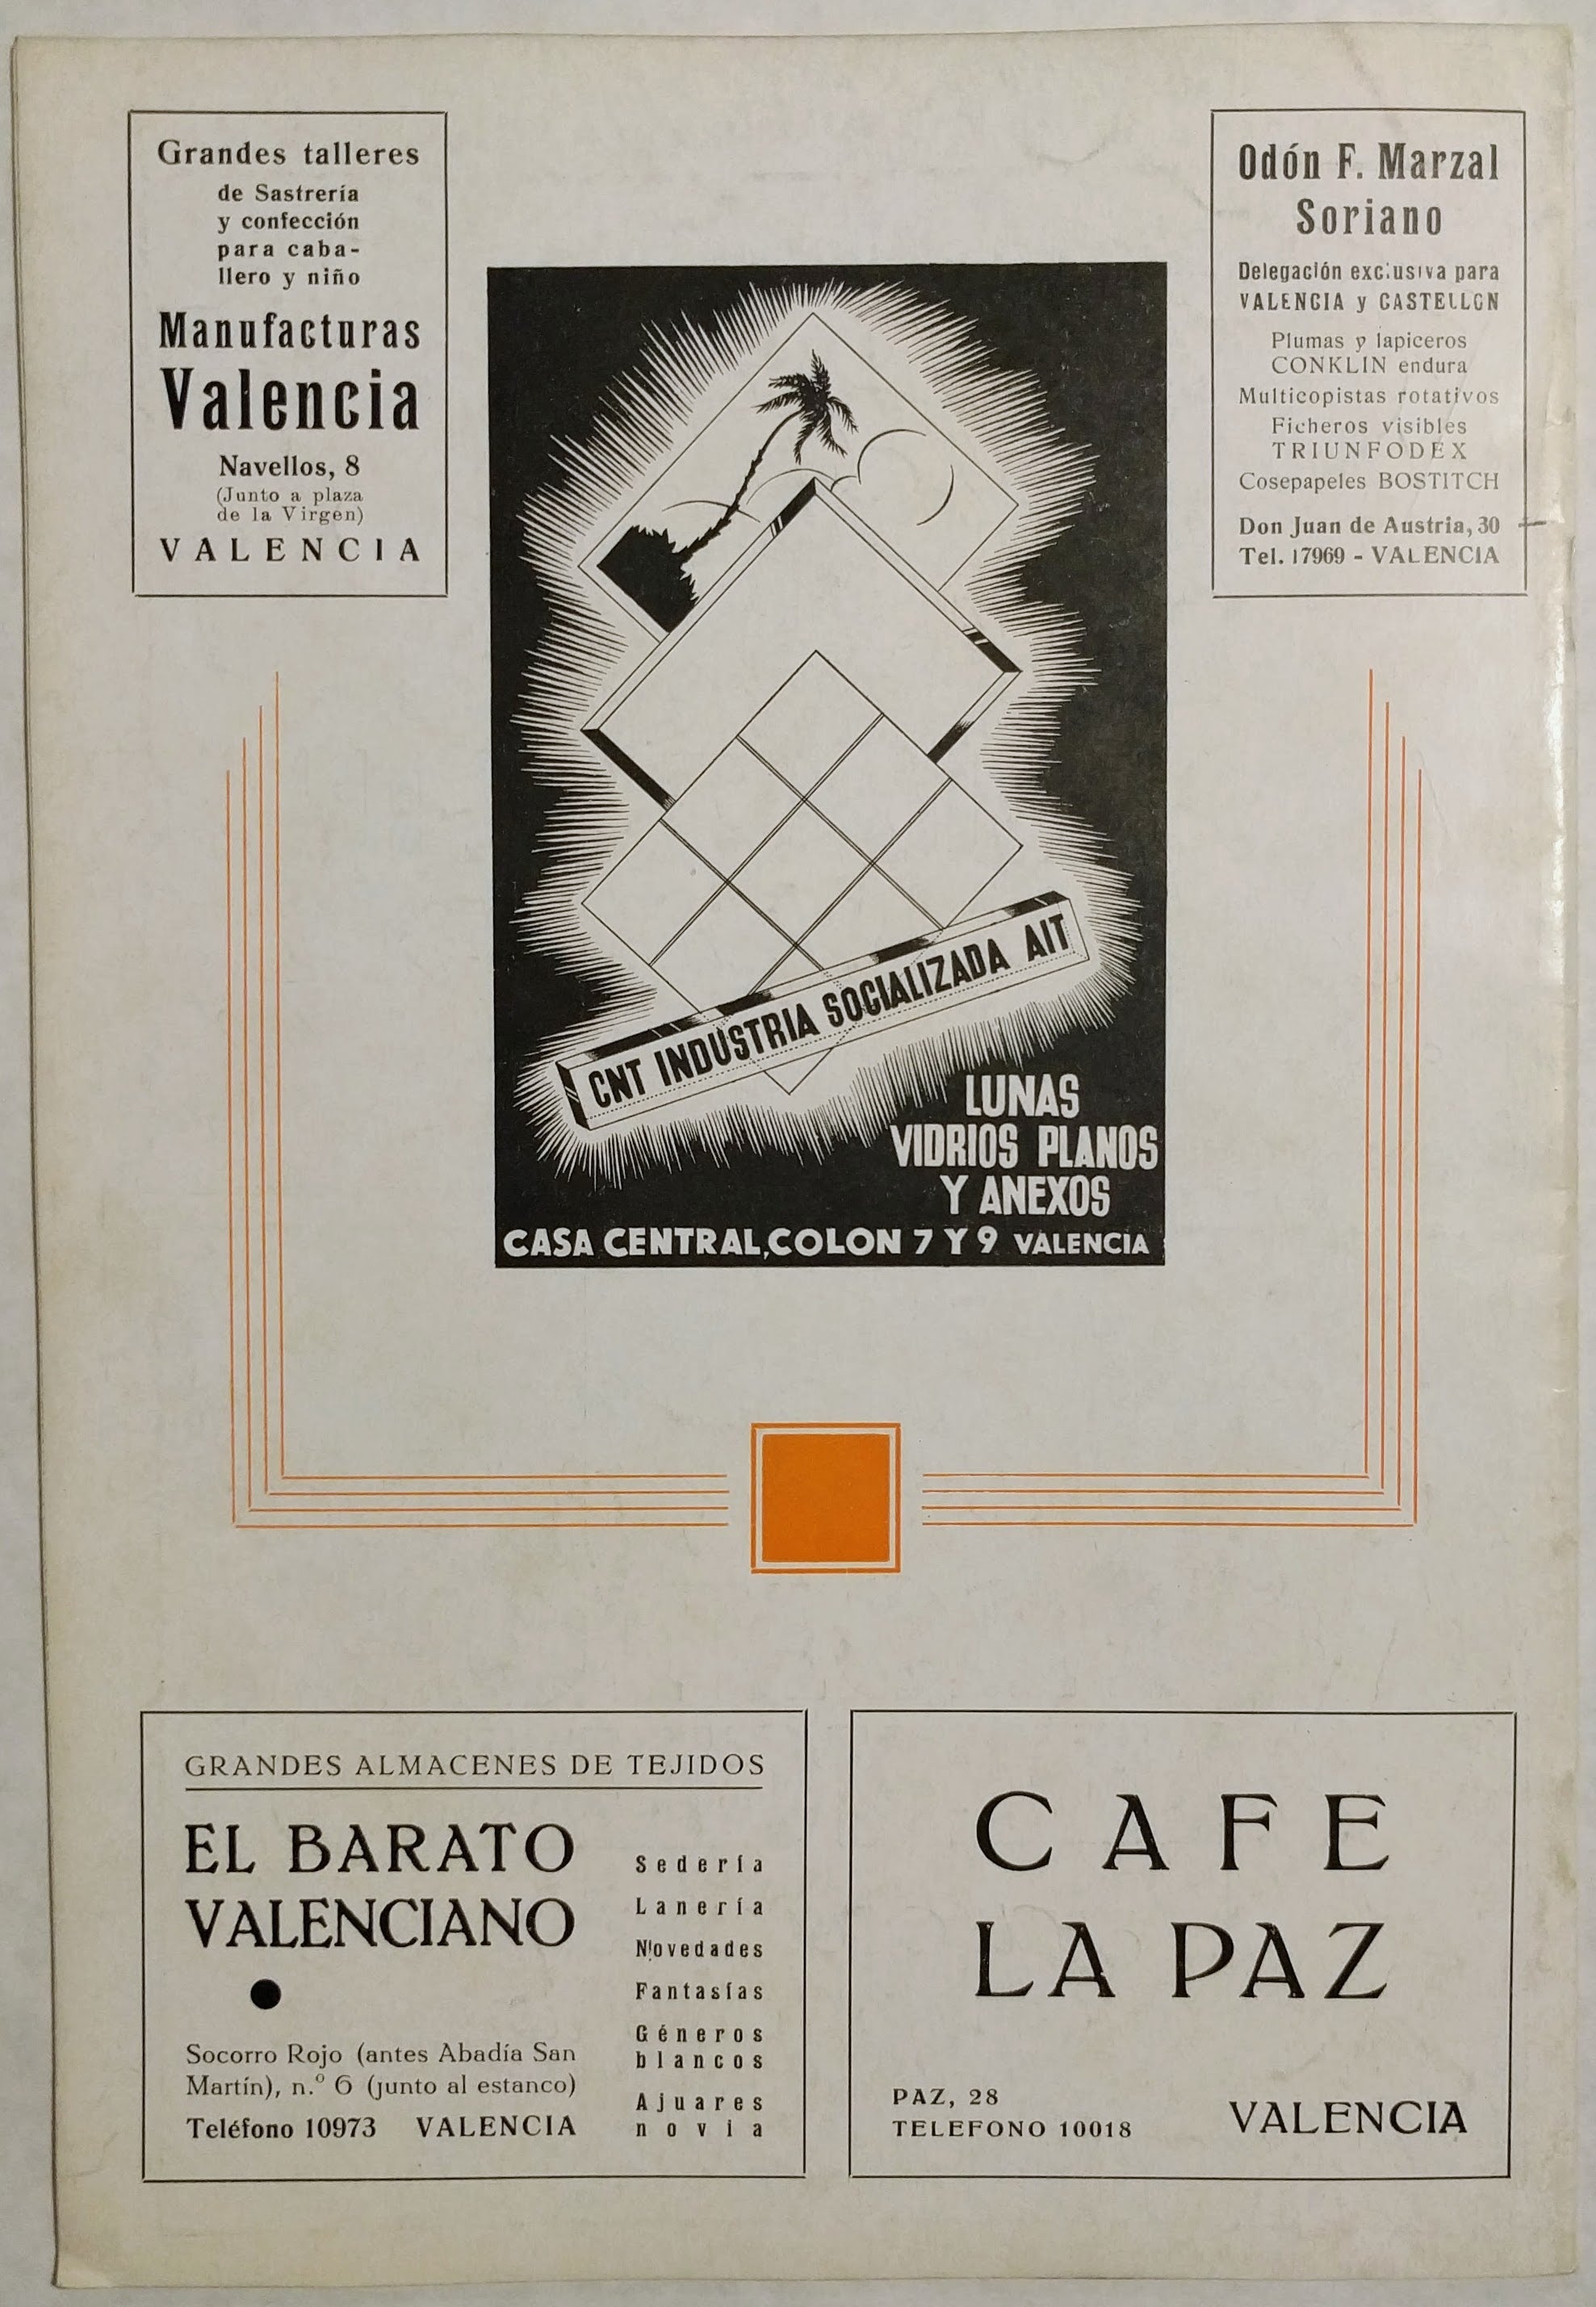 Grandes talleres
de Sastrería
y confección
para caba-
llero y niño
Manufacturas
Valencia
Navellos, 8
(Junto a plaza
de la Virgen)
VALENCIA
Odón F. Marzal
Soriano
Delegación exclusiva para
VALENCIA y CASTELLON
Plumas y lapiceros
CONKLIN endura
Multicopistas rotativos
Ficheros visibles
TRIUNFODEX
Cosepapeles BOSTITCH
Don Juan de Austria, 30
Tel. 17969 - VALENCIA
CNT INDUSTRIA SOCIALIZADA AIT
LUNAS
VIDRIOS PLANOS
Y ANEXOS
CASA CENTRAL, COLON 7 Y 9 VALENCIA
GRANDES ALMACENES DE TEJIDOS
EL BARATO
VALENCIANO
Socorro Rojo (antes Abadía San
Martín), n.º 6 (junto al estanco)
Teléfono 10973 VALENCIA
Sedería
Lanería
Novedades
Fantasías
Géneros
blancos
Ajuares
novia
CAFE
LA PAZ
PAZ, 28
TELEFONO 10018
VALENCIA